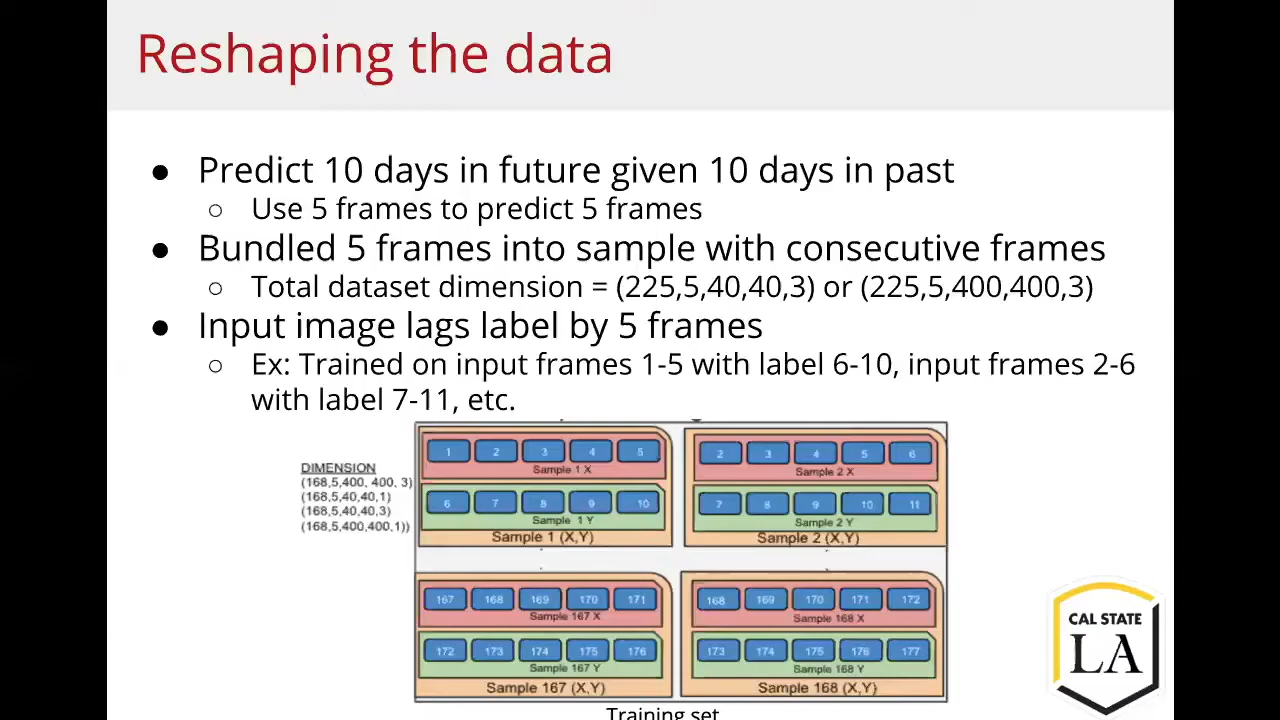 Reshaping the data
● Predict 10 days in future given 10 days in past
○ Use 5 frames to predict 5 frames
● Bundled 5 frames into sample with consecutive frames
○ Total dataset dimension = (225,5,40,40,3) or (225,5,400,400,3)
● Input image lags label by 5 frames
○ Ex: Trained on input frames 1-5 with label 6-10, input frames 2-6
with label 7-11, etc.
DIMENSION
(168,5,400, 400, 3)
(168,5,40,40,1)
(168,5,40,40,3)
(168,5,400,400,1))
1 2 3 4 5
Sample 1 X
6 7 8 9 10
Sample 1 Y
Sample 1 (X,Y)
2 3 4 5 6
Sample 2 X
7 8 9 10 11
Sample 2 Y
Sample 2 (X,Y)
167 168 169 170 171
Sample 167 X
172 173 174 175 176
Sample 167 Y
Sample 167 (X,Y)
168 169 170 171 172
Sample 168 X
173 174 175 176 177
Sample 168 Y
Sample 168 (X,Y)
Training set
CAL STATE
LA